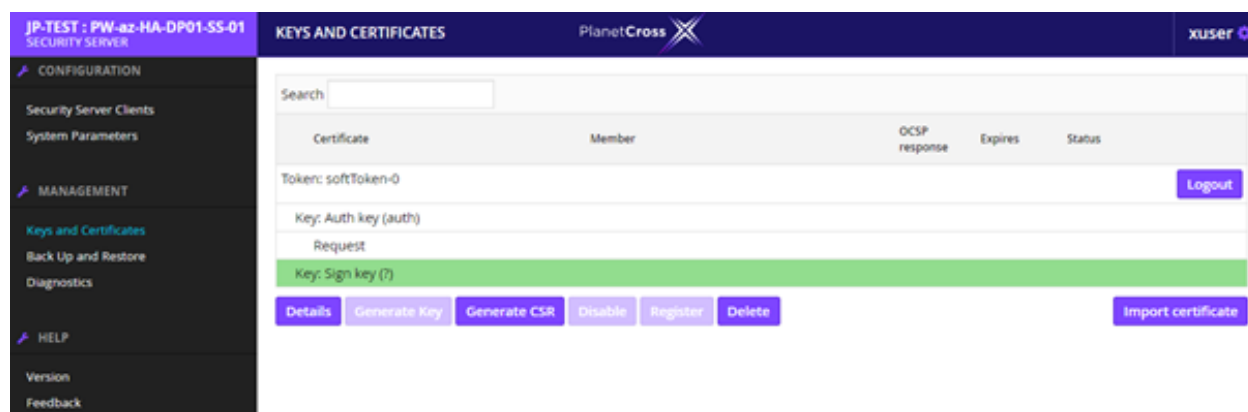 JP-TEST : PW-az-HA-DP01-SS-01
SECURITY SERVER
KEYS AND CERTIFICATES
PlanetCross
xuser
CONFIGURATION
Security Server Clients
System Parameters
MANAGEMENT
Keys and Certificates
Back Up and Restore
Diagnostics
HELP
Version
Feedback
Search
Certificate Member OCSP response Expires Status
Token: softToken-0 Logout
Key: Auth key (auth)
Request
Key: Sign key (?)
Details Generate Key Generate CSR Disable Register Delete Import certificate